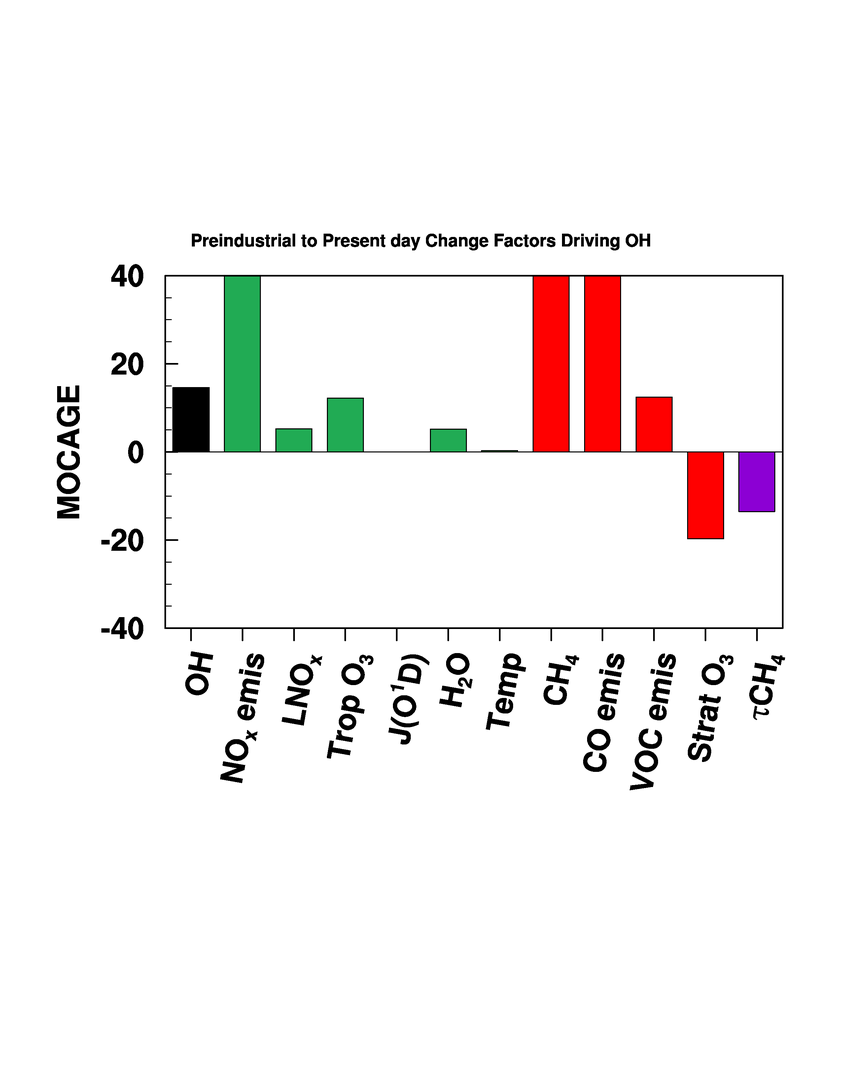 Preindustrial to Present day Change Factors Driving OH
MOCAGE
40
20
0
-20
-40
OH
NOₓ emis
LNOₓ
Trop O₃
J(O¹D)
H₂O
Temp
CH₄
CO emis
VOC emis
Strat O₃
τCH₄